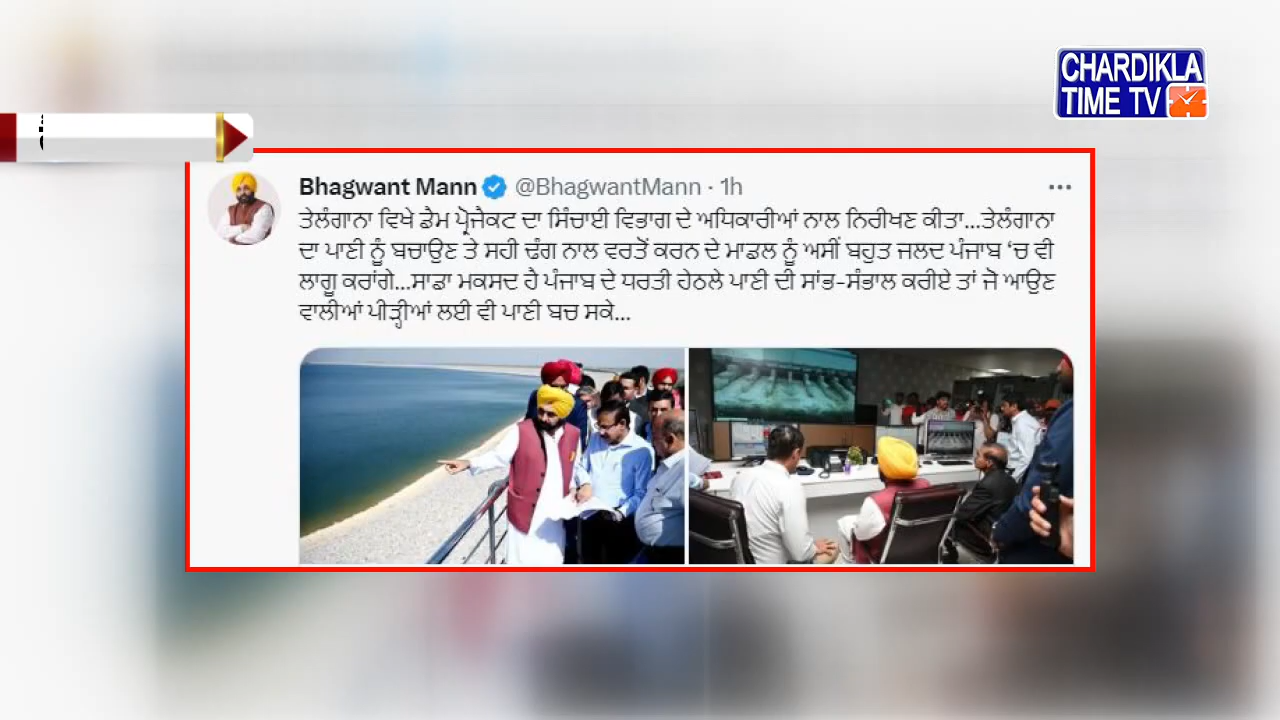 CHARDIKLA
TIME TV
Bhagwant Mann @BhagwantMann · 1h
ਤੇਲੰਗਾਨਾ ਵਿਖੇ ਡੈਮ ਪ੍ਰੋਜੈਕਟ ਦਾ ਸਿੰਚਾਈ ਵਿਭਾਗ ਦੇ ਅਧਿਕਾਰੀਆਂ ਨਾਲ ਨਿਰੀਖਣ ਕੀਤਾ...ਤੇਲੰਗਾਨਾ
ਦਾ ਪਾਣੀ ਨੂੰ ਬਚਾਉਣ ਤੇ ਸਹੀ ਢੰਗ ਨਾਲ ਵਰਤੋਂ ਕਰਨ ਦੇ ਮਾਡਲ ਨੂੰ ਅਸੀਂ ਬਹੁਤ ਜਲਦ ਪੰਜਾਬ ‘ਚ ਵੀ
ਲਾਗੂ ਕਰਾਂਗੇ...ਸਾਡਾ ਮਕਸਦ ਹੈ ਪੰਜਾਬ ਦੇ ਧਰਤੀ ਹੇਠਲੇ ਪਾਣੀ ਦੀ ਸਾਂਭ-ਸੰਭਾਲ ਕਰੀਏ ਤਾਂ ਜੋ ਆਉਣ
ਵਾਲੀਆਂ ਪੀੜ੍ਹੀਆਂ ਲਈ ਵੀ ਪਾਣੀ ਬਚ ਸਕੇ...